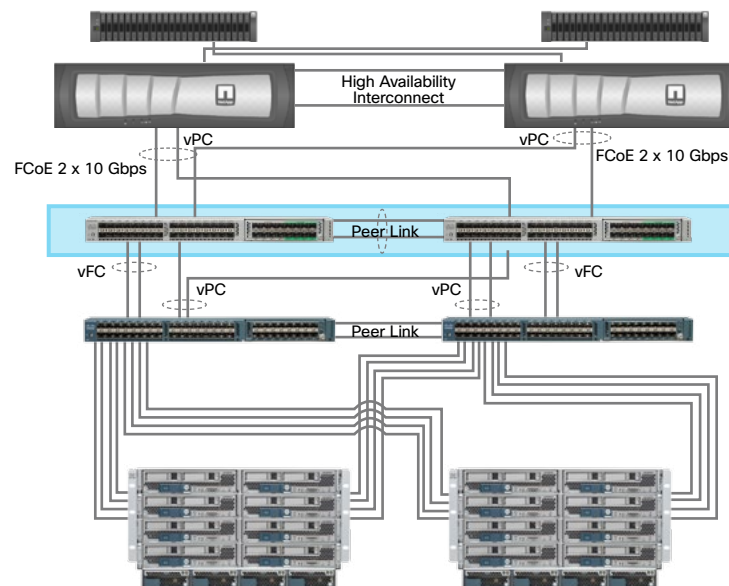 High Availability
Interconnect
vPC
vPC
FCoE 2 x 10 Gbps
FCoE 2 x 10 Gbps
Peer Link
vFC
vPC
vPC
vFC
Peer Link